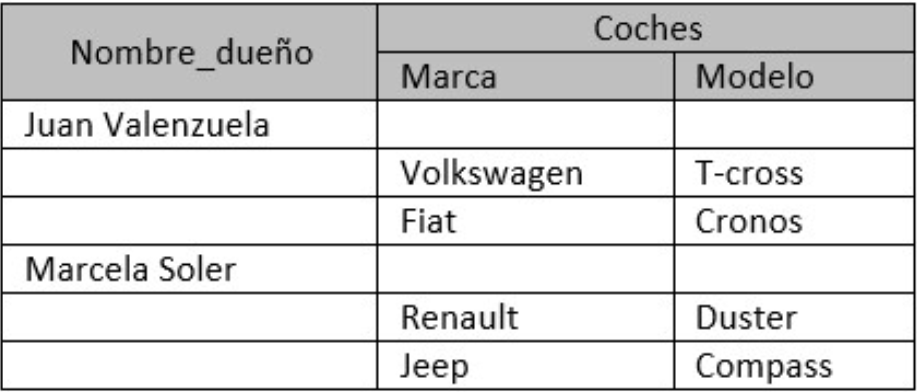 Nombre_dueño Coches
Marca Modelo
Juan Valenzuela
Volkswagen T-cross
Fiat Cronos
Marcela Soler
Renault Duster
Jeep Compass